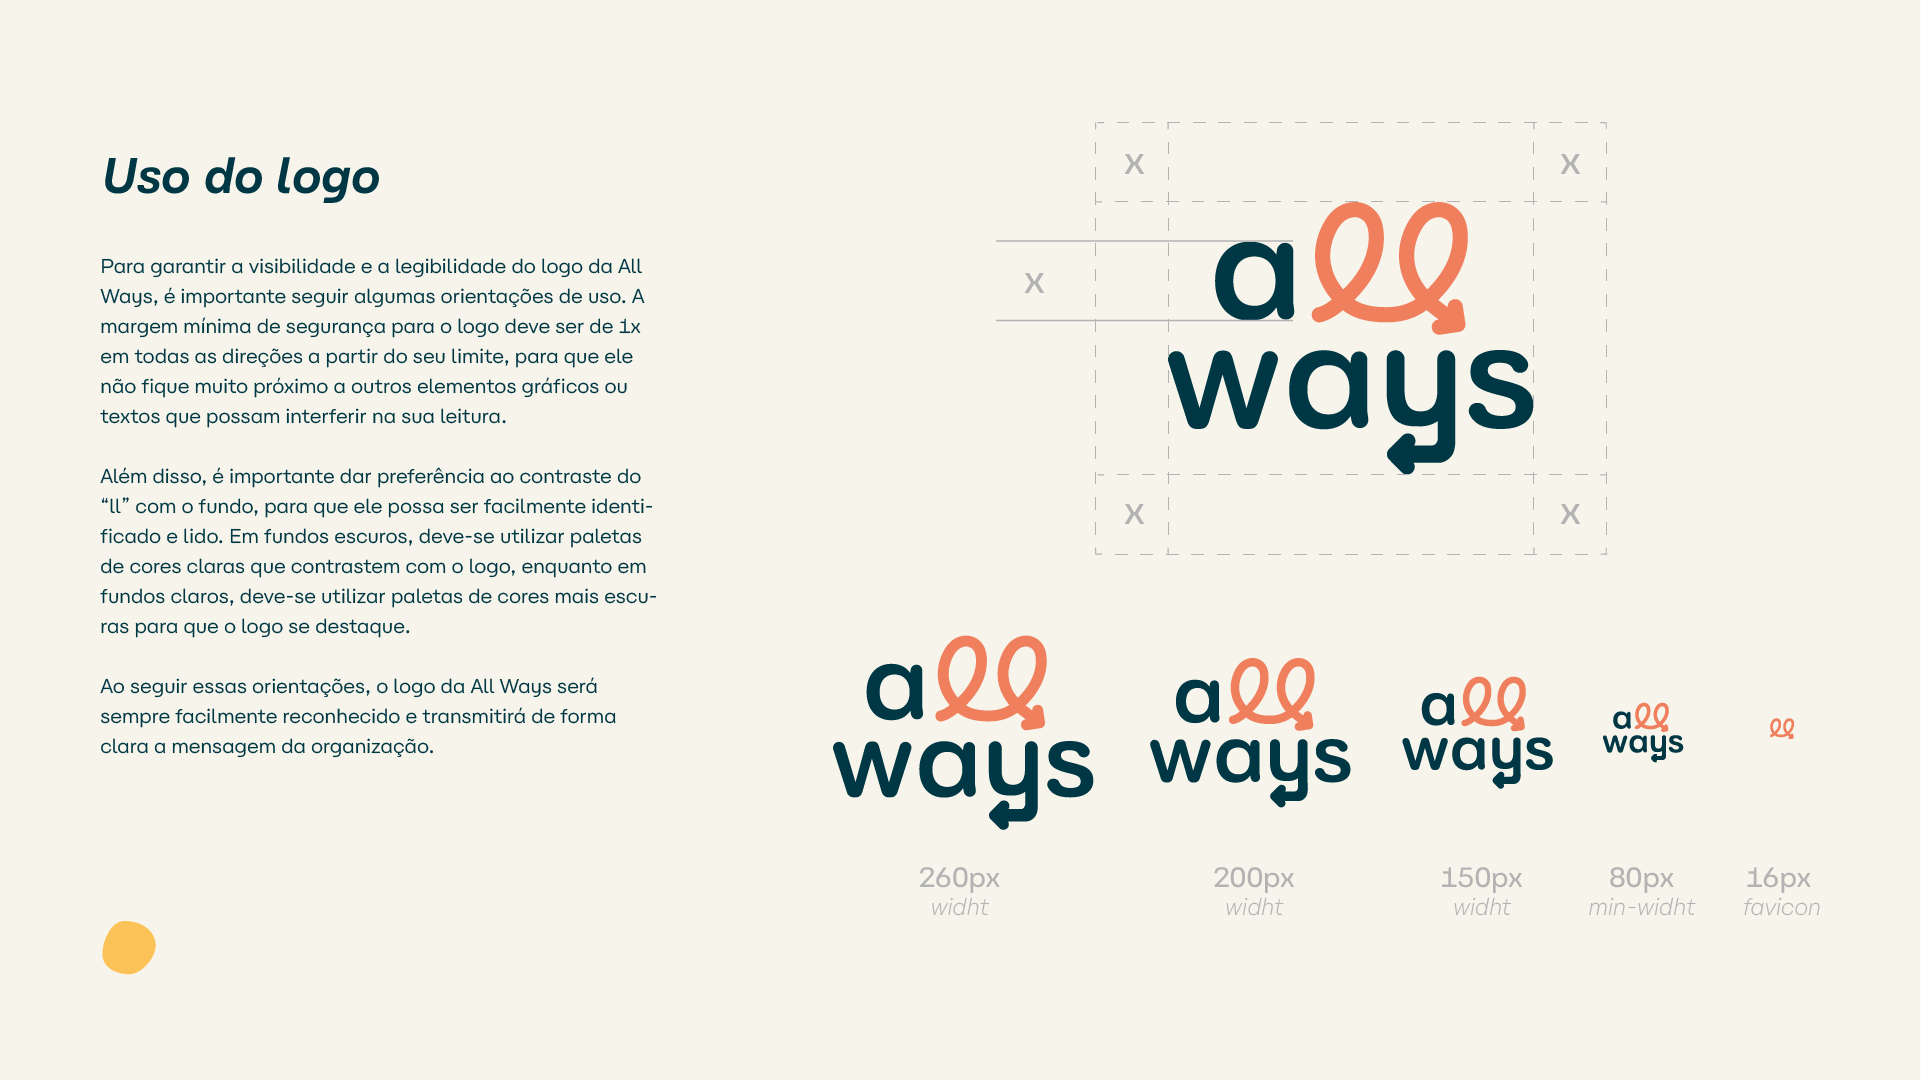 Uso do logo
Para garantir a visibilidade e a legibilidade do logo da All
Ways, é importante seguir algumas orientações de uso. A
margem mínima de segurança para o logo deve ser de 1x
em todas as direções a partir do seu limite, para que ele
não fique muito próximo a outros elementos gráficos ou
textos que possam interferir na sua leitura.
Além disso, é importante dar preferência ao contraste do
“ll” com o fundo, para que ele possa ser facilmente identi-
ficado e lido. Em fundos escuros, deve-se utilizar paletas
de cores claras que contrastem com o logo, enquanto em
fundos claros, deve-se utilizar paletas de cores mais escu-
ras para que o logo se destaque.
Ao seguir essas orientações, o logo da All Ways será
sempre facilmente reconhecido e transmitirá de forma
clara a mensagem da organização.
X X
X
all
ways
X X
all
ways
260px
widht
all
ways
200px
widht
all
ways
150px
widht
all
ways
80px
min-widht
ll
16px
favicon